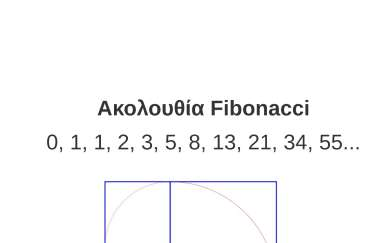 Ακολουθία Fibonacci
0, 1, 1, 2, 3, 5, 8, 13, 21, 34, 55...